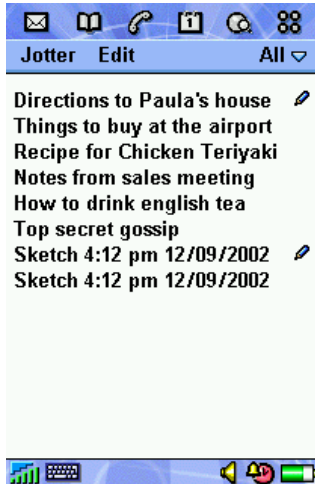 1
Jotter Edit All
Directions to Paula's house
Things to buy at the airport
Recipe for Chicken Teriyaki
Notes from sales meeting
How to drink english tea
Top secret gossip
Sketch 4:12 pm 12/09/2002
Sketch 4:12 pm 12/09/2002